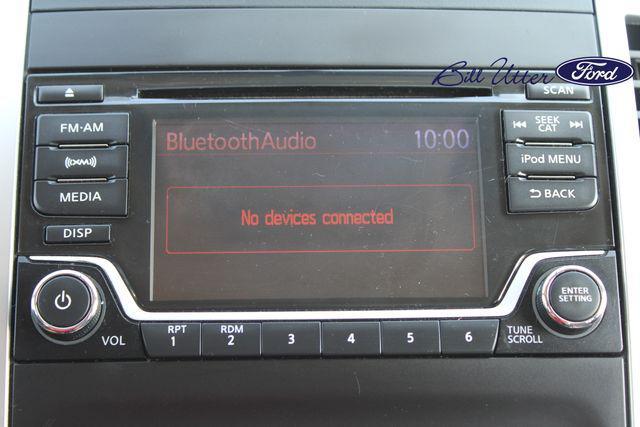 Bill Utter Ford
SCAN
FM·AM
SEEK
CAT
BluetoothAudio 10:00
((XM))
iPod MENU
MEDIA
BACK
No devices connected
DISP
ENTER
SETTING
VOL
RPT
1
RDM
2
3
4
5
6
TUNE
SCROLL